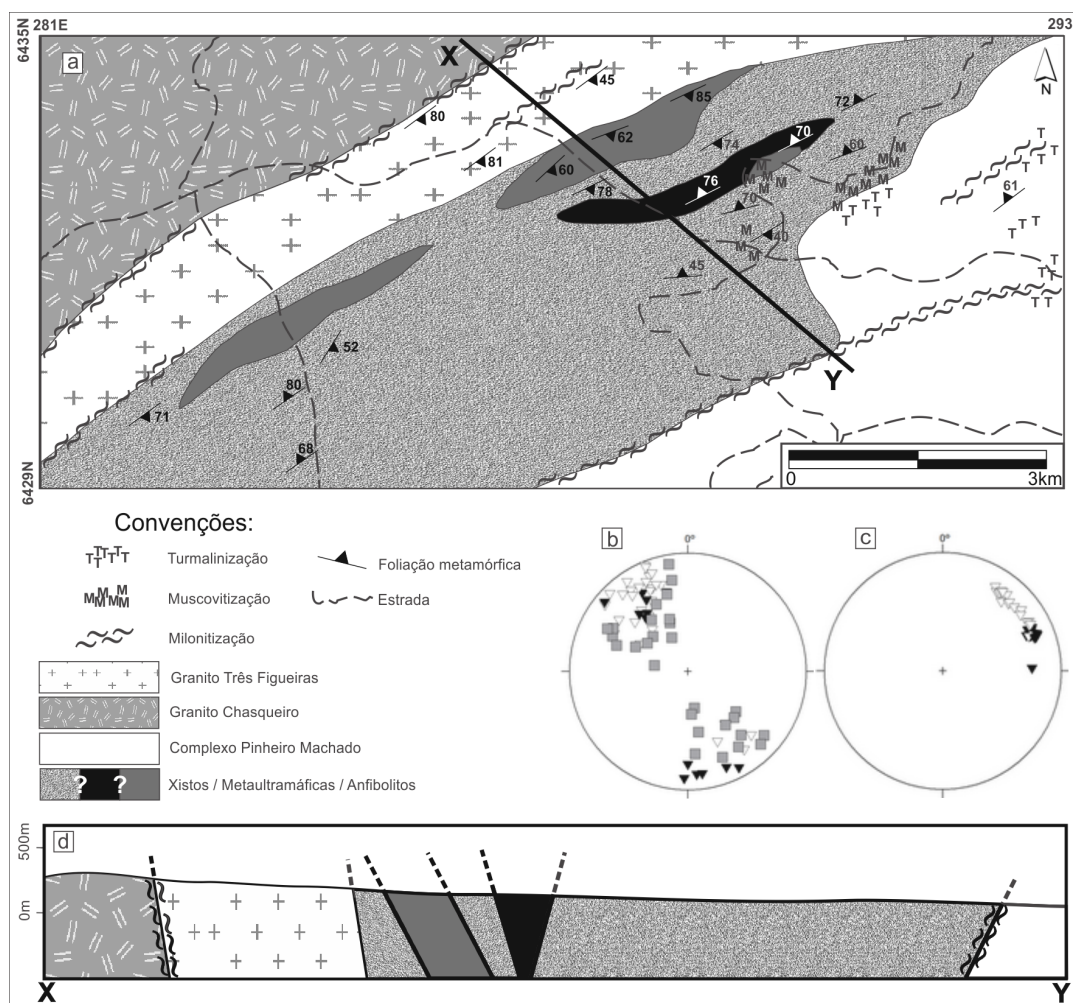 281E
293
6435N
a
X
N
45
85
80
72
62
70
74
60
81
60
78
76
70
40
61
45
52
80
71
68
Y
6429N
0
3km
Convenções:
Turmalinização
Foliação metamórfica
Muscovitização
Estrada
Milonitização
Granito Três Figueiras
Granito Chasqueiro
Complexo Pinheiro Machado
? ?
Xistos / Metaultramáficas / Anfibolitos
b
0º
c
0º
d
500m
0m
X
Y